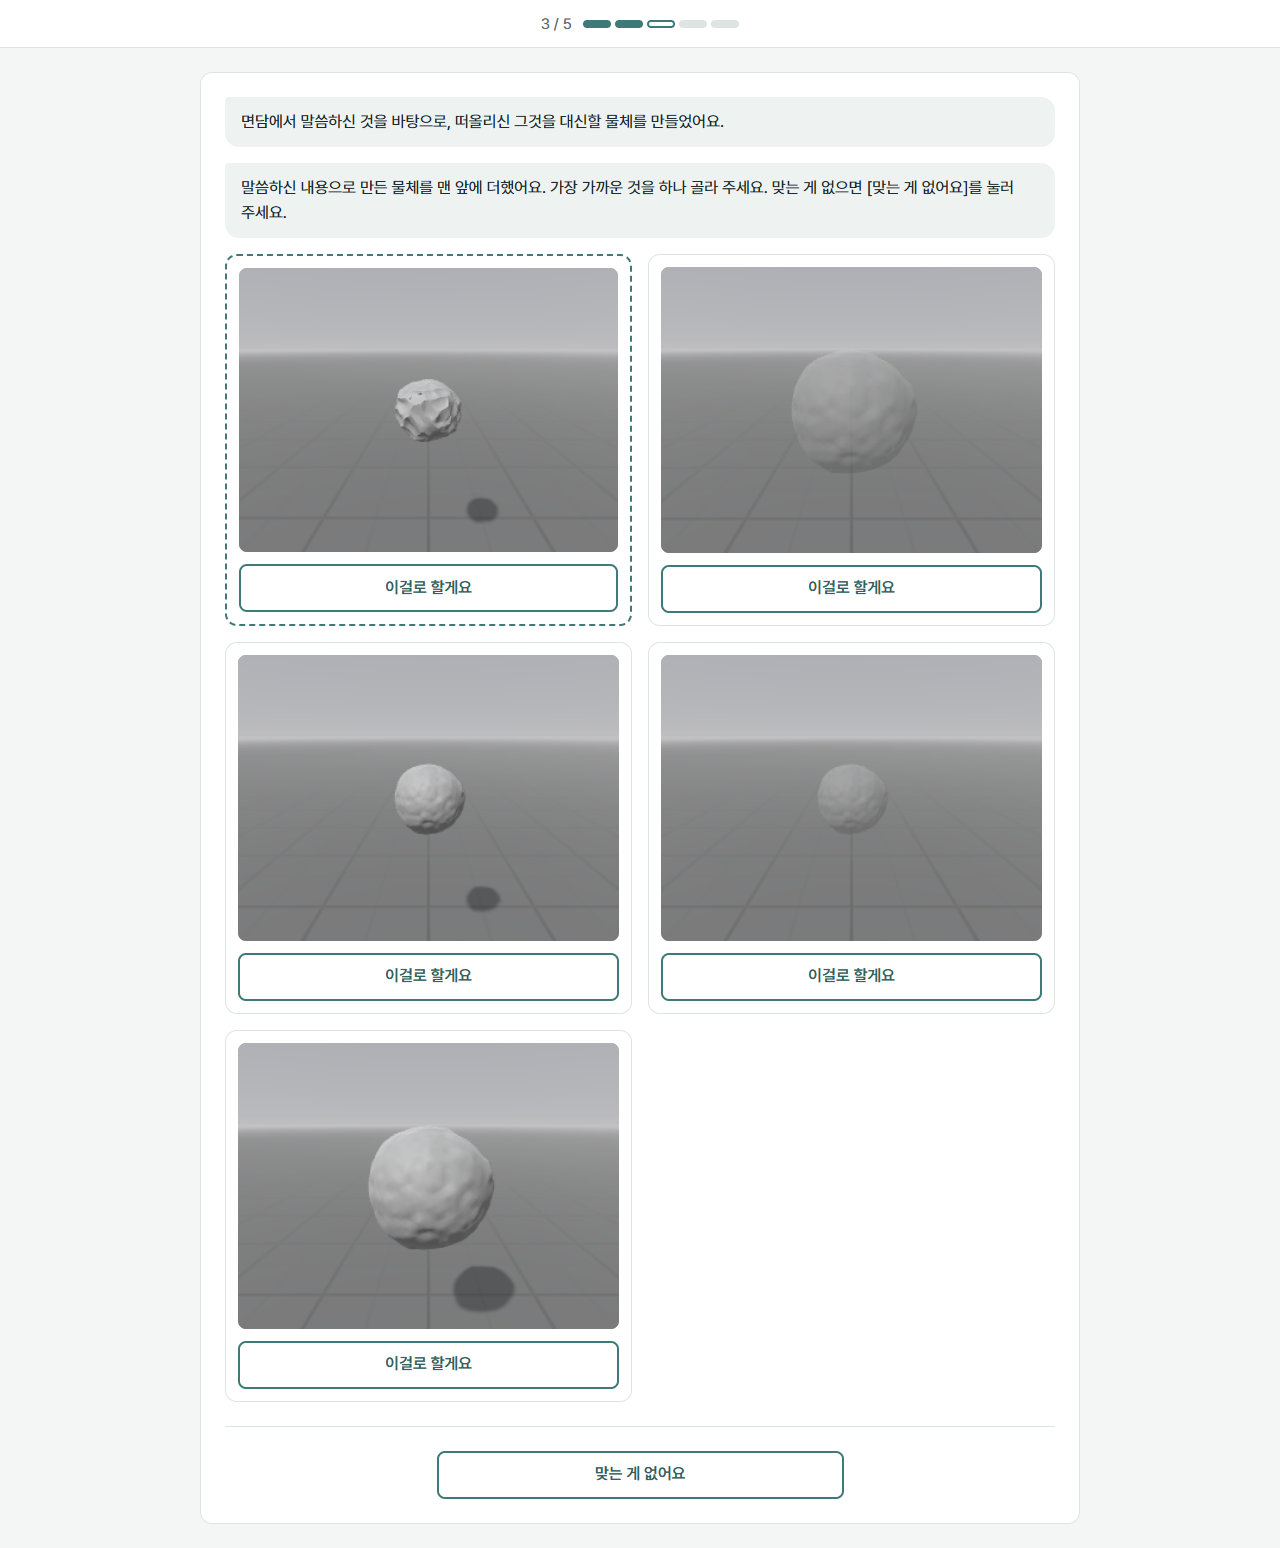 3 / 5
면담에서 말씀하신 것을 바탕으로, 떠올리신 그것을 대신할 물체를 만들었어요.
말씀하신 내용으로 만든 물체를 맨 앞에 더했어요. 가장 가까운 것을 하나 골라 주세요. 맞는 게 없으면 [맞는 게 없어요]를 눌러
주세요.
이걸로 할게요
이걸로 할게요
이걸로 할게요
이걸로 할게요
이걸로 할게요
맞는 게 없어요